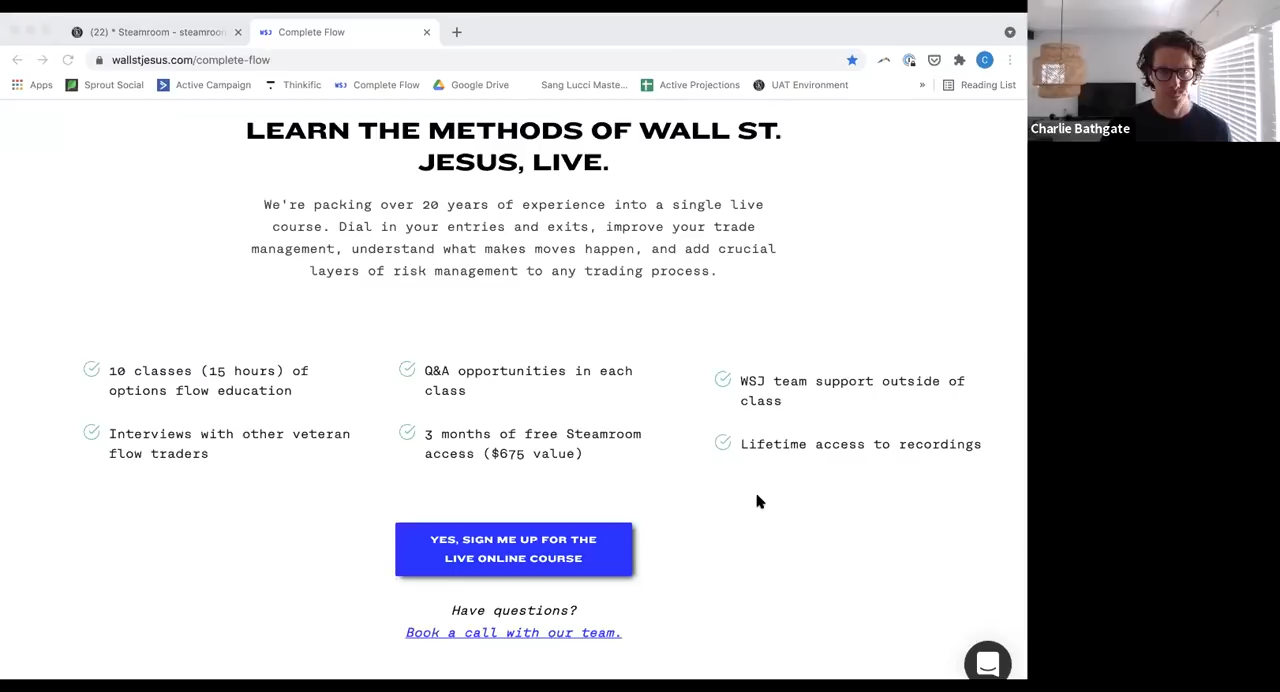 (22) * Steamroom - steamroom
WSJ Complete Flow
wallstjesus.com/complete-flow
C
Apps Sprout Social Active Campaign Thinkific WSJ Complete Flow Google Drive ng Lucci Maste... Active Projections UAT Environment » Reading List
Charlie Bathgate
LEARN THE METHODS OF WALL ST.
JESUS, LIVE.
We're packing over 20 years of experience into a single live
course. Dial in your entries and exits, improve your trade
management, understand what makes moves happen, and add crucial
layers of risk management to any trading process.
10 classes (15 hours) of
options flow education
Interviews with other veteran
flow traders
Q&A opportunities in each
class
3 months of free Steamroom
access ($675 value)
WSJ team support outside of
class
Lifetime access to recordings
YES, SIGN ME UP FOR THE
LIVE ONLINE COURSE
Have questions?
Book a call with our team.